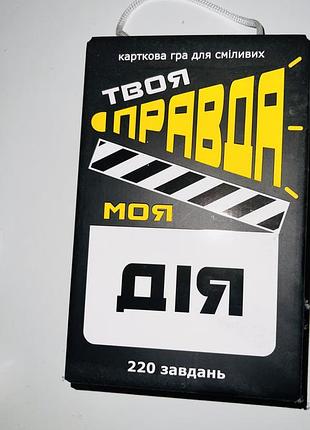 карткова гра для сміливих
ТВОЯ
ПРАВДА
МОЯ
ДІЯ
220 завдань